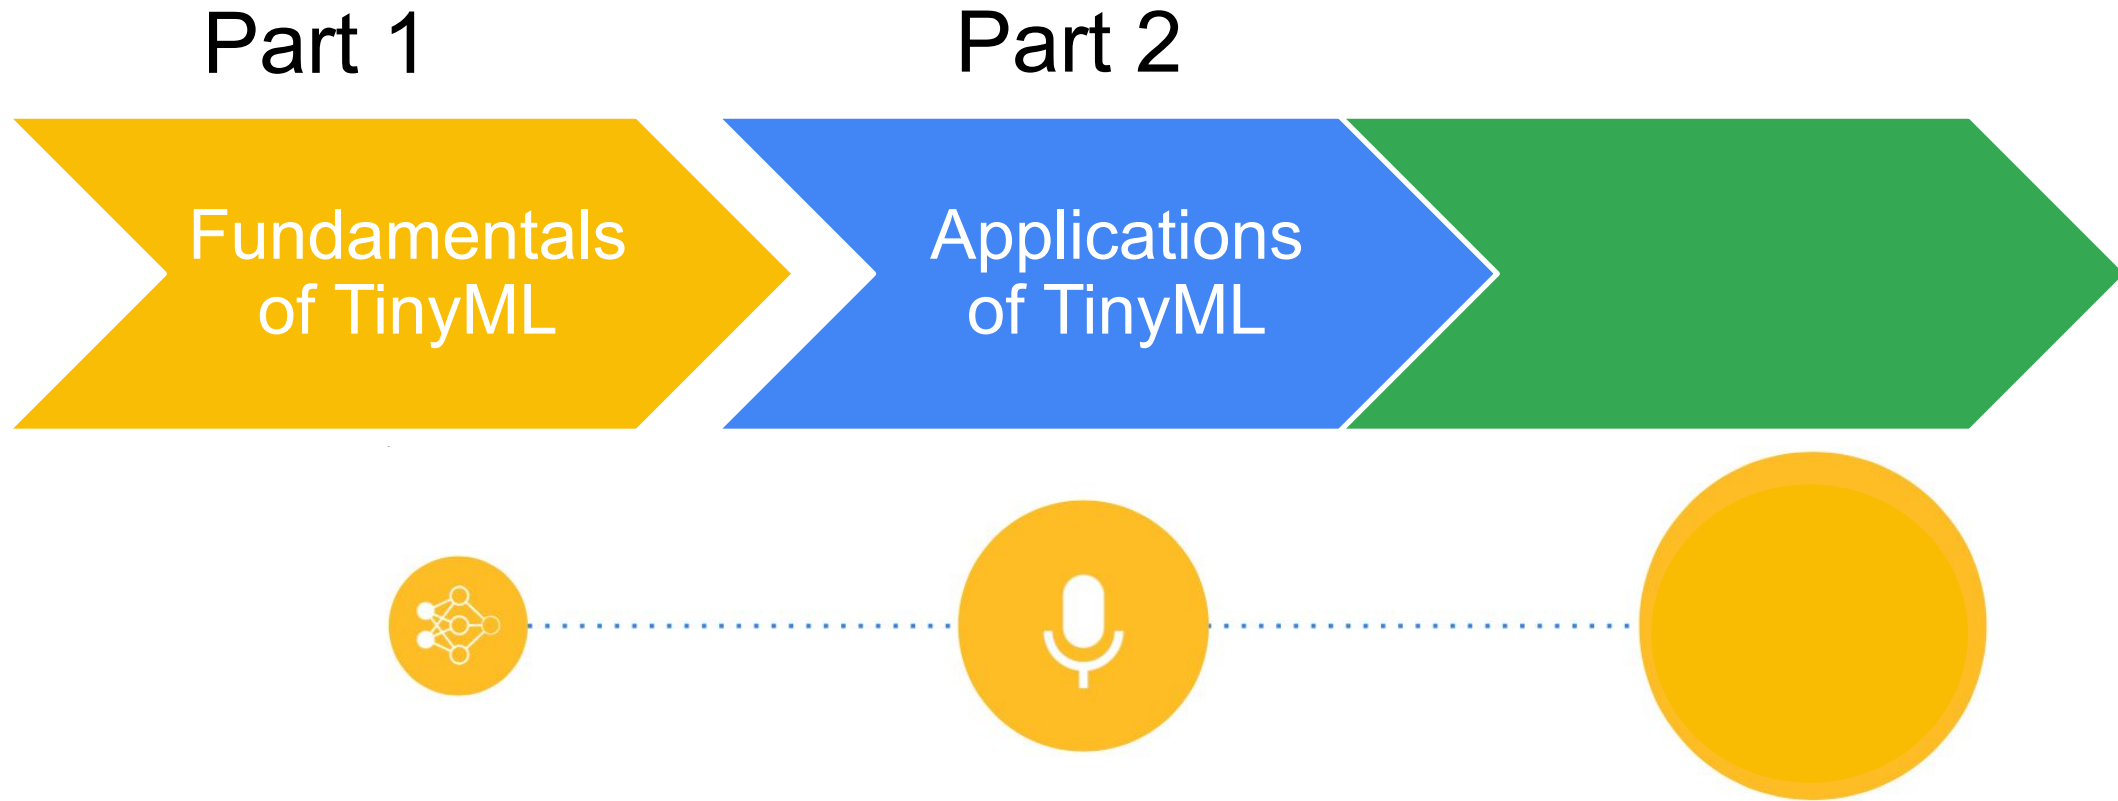 Part 1
Part 2
Fundamentals
of TinyML
Applications
of TinyML